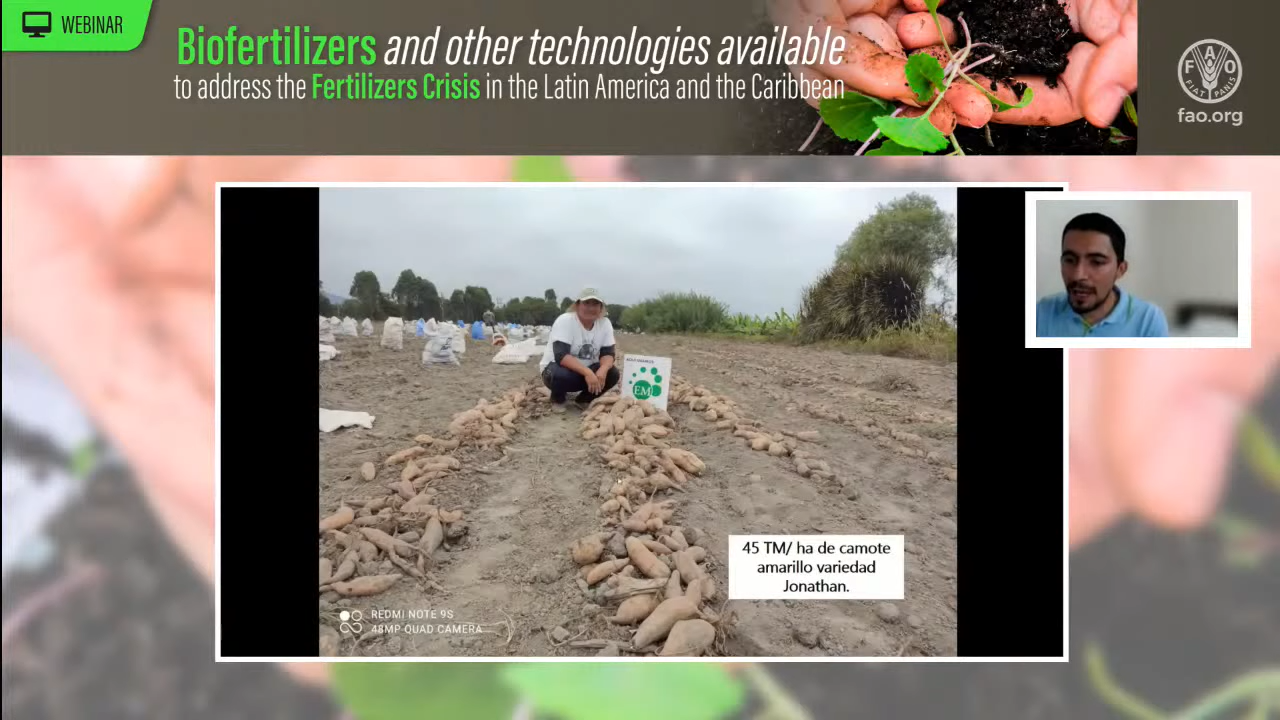 WEBINAR
Biofertilizers and other technologies available
to address the Fertilizers Crisis in the Latin America and the Caribbean
F A O
FIAT PANIS
fao.org
EM
45 TM/ ha de camote
amarillo variedad
Jonathan.
REDMI NOTE 9S
48MP QUAD CAMERA